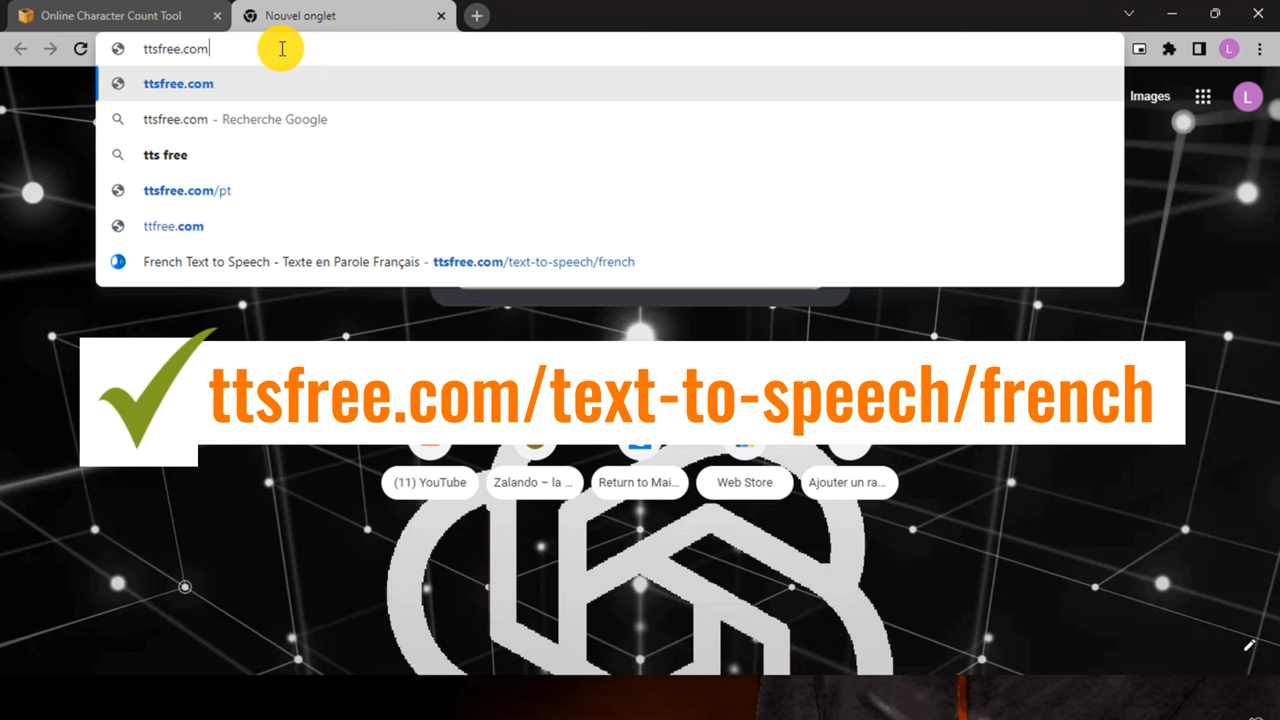 Online Character Count Tool
Nouvel onglet
ttsfree.com
L
ttsfree.com
ttsfree.com - Recherche Google
Images
L
tts free
ttsfree.com/pt
ttfree.com
French Text to Speech - Texte en Parole Français - ttsfree.com/text-to-speech/french
ttsfree.com/text-to-speech/french
(11) YouTube
Zalando – la ...
Return to Mai...
Web Store
Ajouter un ra...